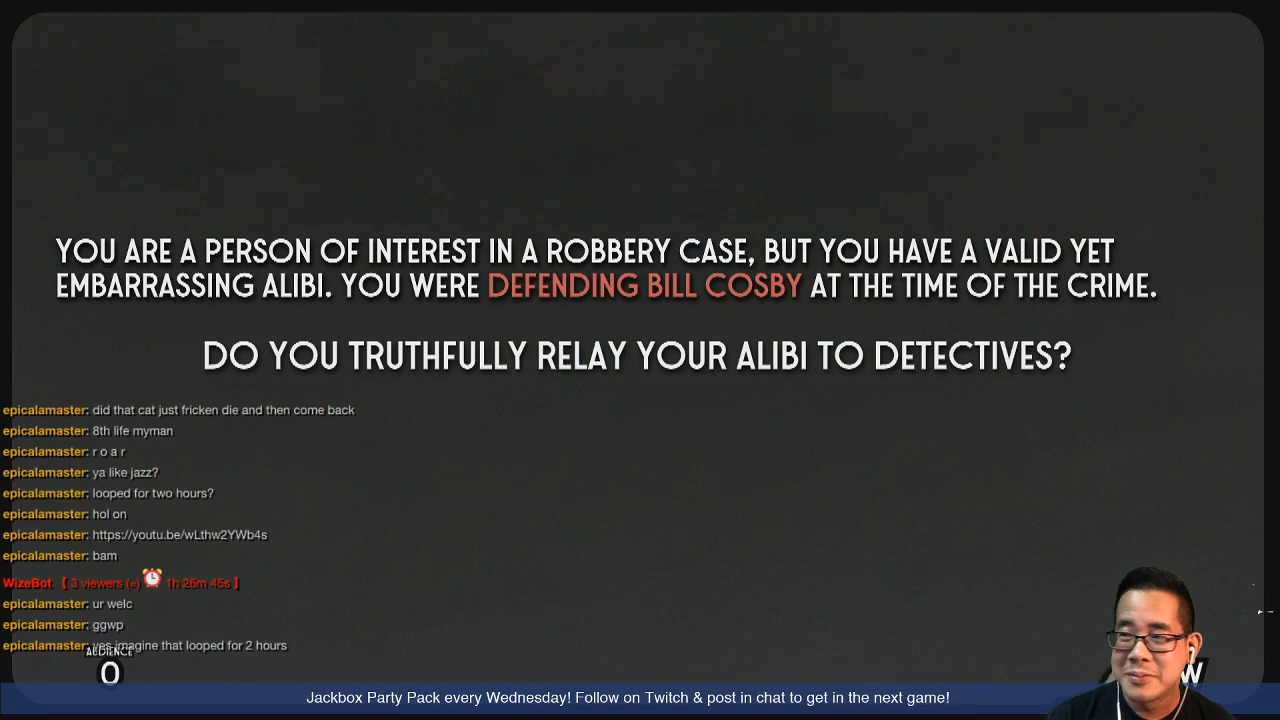 YOU ARE A PERSON OF INTEREST IN A ROBBERY CASE, BUT YOU HAVE A VALID YET
EMBARRASSING ALIBI. YOU WERE DEFENDING BILL COSBY AT THE TIME OF THE CRIME.
DO YOU TRUTHFULLY RELAY YOUR ALIBI TO DETECTIVES?
epicalamaster: did that cat just fricken die and then come back
epicalamaster: 8th life myman
epicalamaster: r o a r
epicalamaster: ya like jazz?
epicalamaster: looped for two hours?
epicalamaster: hol on
epicalamaster: https://youtu.be/wLthw2YWb4s
epicalamaster: bam
WizeBot 【 3 viewers (=) 1h 26m 45s 】
epicalamaster: ur welc
epicalamaster: ggwp
epicalamaster: yes imagine that looped for 2 hours
AUDIENCE
0
W
Jackbox Party Pack every Wednesday! Follow on Twitch & post in chat to get in the next game!